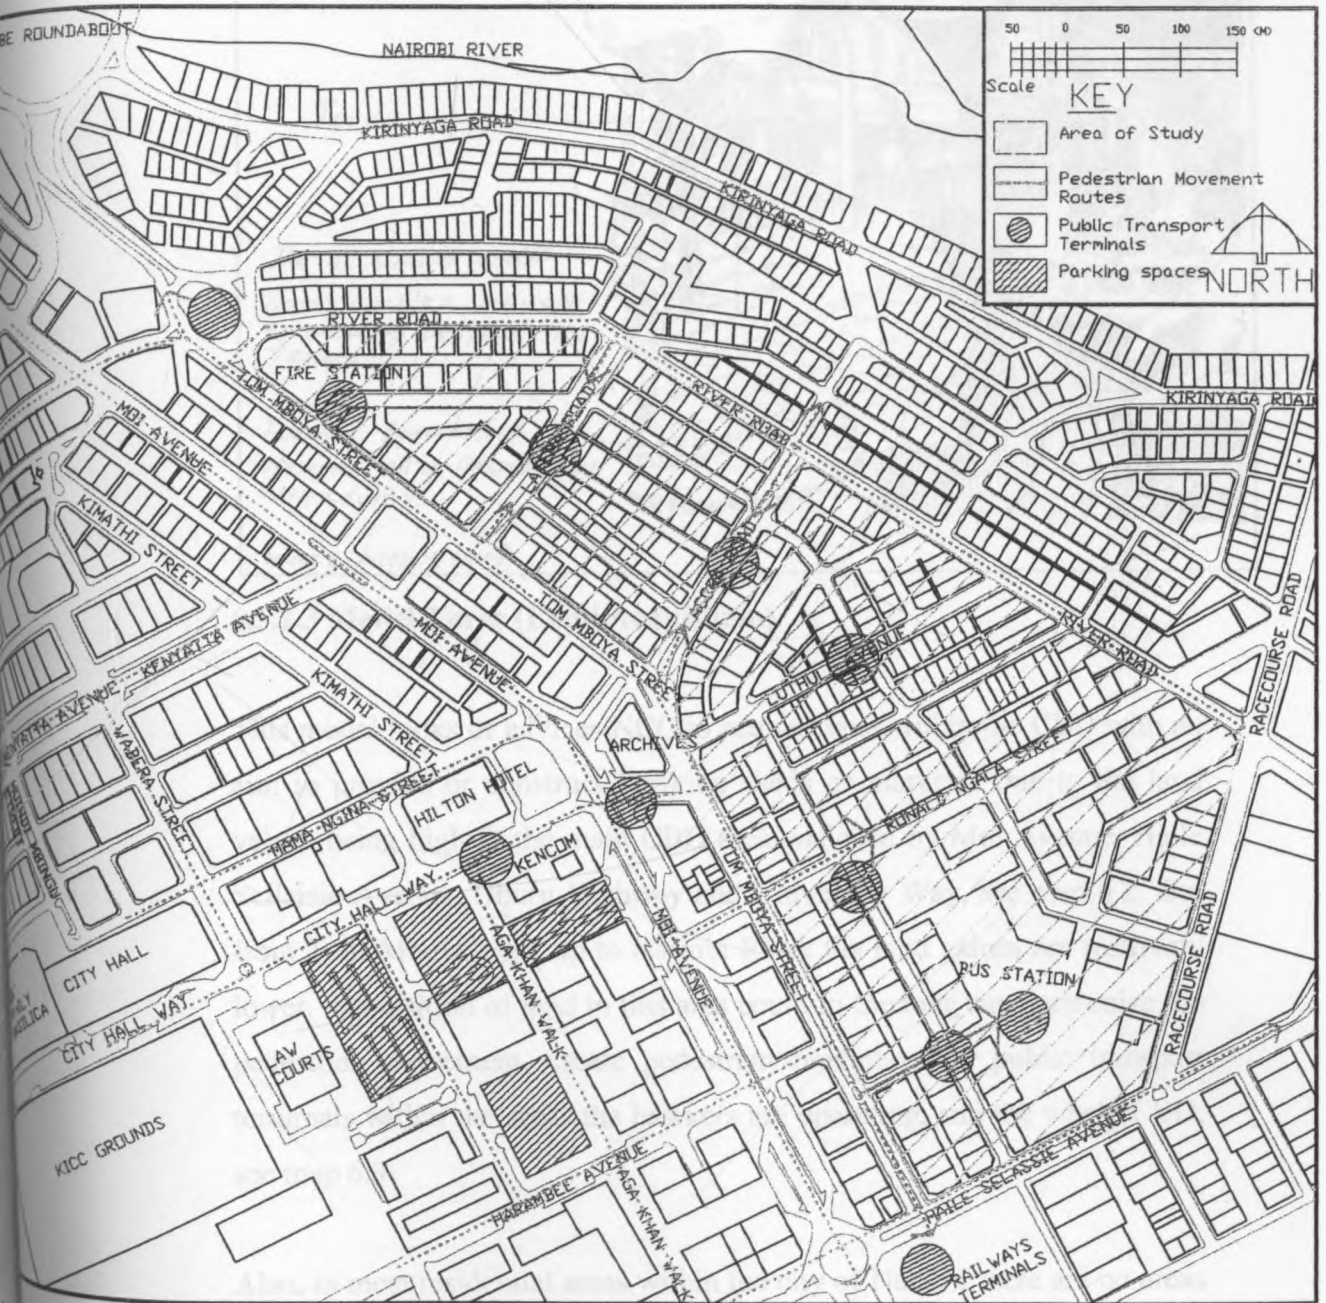 BE ROUNDABOUT
NAIROBI RIVER
50 0 50 100 150 (M)
Scale
KEY
Area of Study
Pedestrian Movement
Routes
Public Transport
Terminals
Parking spaces
NORTH
KIRINYAGA ROAD
KIRINYAGA ROAD
KIRINYAGA ROAD
RIVER ROAD
FIRE STATION
TOM MBOYA STREET
MOI AVENUE
RIVER ROAD
KIMATHI STREET
KENYATTA AVENUE
TOM MBOYA STREET
MOI AVENUE
LUTHULI AVENUE
RIVER ROAD
RACECOURSE ROAD
KIMATHI STREET
WABERA STREET
ARCHIVES
MAMA NGINA STREET
HILTON HOTEL
RONALD NGALA STREET
KENCOM
CITY HALL WAY
TOM MBOYA STREET
MOI AVENUE
AGA KHAN WALK
CITY HALL
BUS STATION
RACECOURSE ROAD
CITY HALL WAY
LAW
COURTS
KICC GROUNDS
HARAMBEE AVENUE
AGA KHAN WALK
HAILE SELASSIE AVENUE
RAILWAYS
TERMINALS